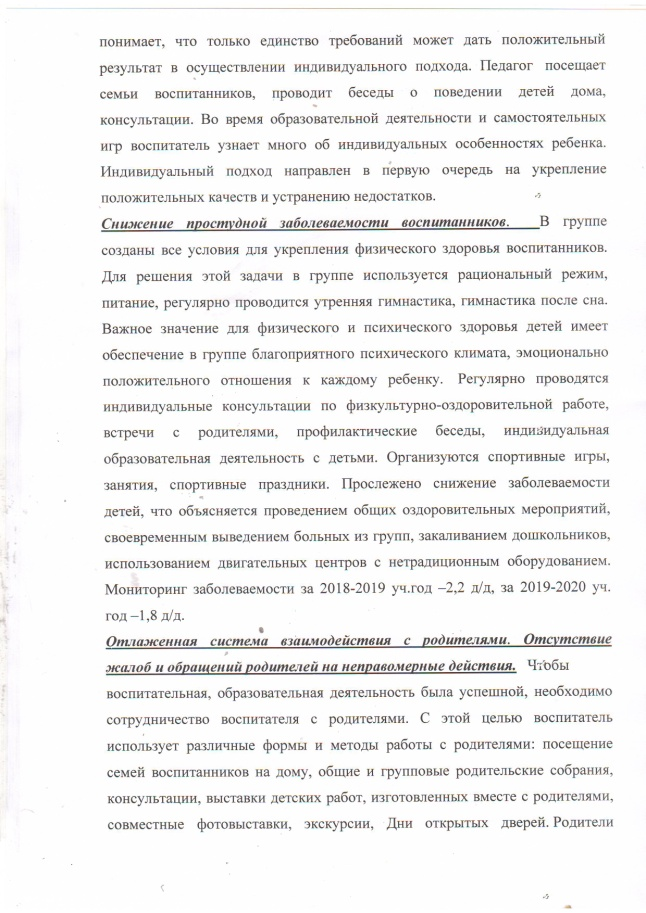 понимает, что только единство требований может дать положительный
результат в осуществлении индивидуального подхода. Педагог посещает
семьи воспитанников, проводит беседы о поведении детей дома,
консультации. Во время образовательной деятельности и самостоятельных
игр воспитатель узнает много об индивидуальных особенностях ребенка.
Индивидуальный подход направлен в первую очередь на укрепление
положительных качеств и устранению недостатков.
Снижение простудной заболеваемости воспитанников. В группе
созданы все условия для укрепления физического здоровья воспитанников.
Для решения этой задачи в группе используется рациональный режим,
питание, регулярно проводится утренняя гимнастика, гимнастика после сна.
Важное значение для физического и психического здоровья детей имеет
обеспечение в группе благоприятного психического климата, эмоционально
положительного отношения к каждому ребенку. Регулярно проводятся
индивидуальные консультации по физкультурно-оздоровительной работе,
встречи с родителями, профилактические беседы, индивидуальная
образовательная деятельность с детьми. Организуются спортивные игры,
занятия, спортивные праздники. Прослежено снижение заболеваемости
детей, что объясняется проведением общих оздоровительных мероприятий,
своевременным выведением больных из групп, закаливанием дошкольников,
использованием двигательных центров с нетрадиционным оборудованием.
Мониторинг заболеваемости за 2018-2019 уч.год –2,2 д/д, за 2019-2020 уч.
год –1,8 д/д.
Отлаженная система взаимодействия с родителями. Отсутствие
жалоб и обращений родителей на неправомерные действия. Чтобы
воспитательная, образовательная деятельность была успешной, необходимо
сотрудничество воспитателя с родителями. С этой целью воспитатель
использует различные формы и методы работы с родителями: посещение
семей воспитанников на дому, общие и групповые родительские собрания,
консультации, выставки детских работ, изготовленных вместе с родителями,
совместные фотовыставки, экскурсии, Дни открытых дверей. Родители